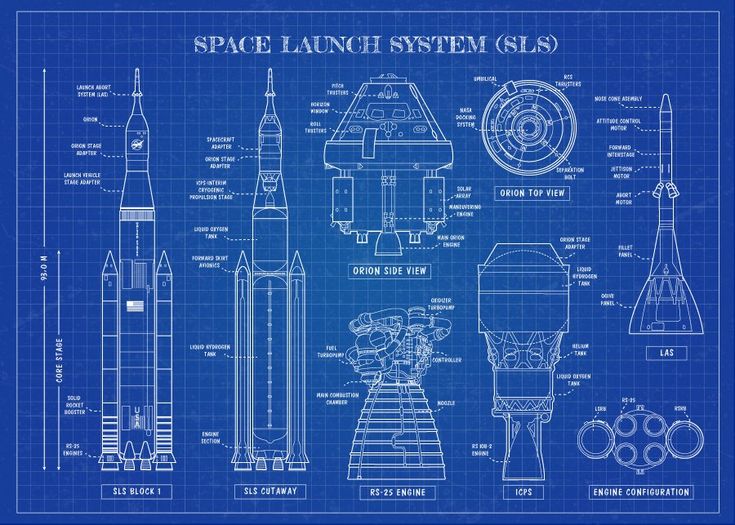 SPACE LAUNCH SYSTEM (SLS)
93.0 M
CORE STAGE
LAUNCH ABORT
SYSTEM (LAS)
ORION
ORION STAGE
ADAPTER
LAUNCH VEHICLE
STAGE ADAPTER
SOLID
ROCKET
BOOSTER
RS-25
ENGINES
USA
SLS BLOCK 1
SPACECRAFT
ADAPTER
ORION STAGE
ADAPTER
ICPS-INTERIM
CRYOGENIC
PROPULSION STAGE
LIQUID OXYGEN
TANK
FORWARD SKIRT
AVIONICS
LIQUID HYDROGEN
TANK
ENGINE
SECTION
SLS CUTAWAY
PITCH
TRUSTERS
HORIZON
WINDOW
ROLL
TRUSTERS
SOLAR
ARRAY
MANUEVERING
ENGINE
MAIN ORION
ENGINE
ORION SIDE VIEW
UMBILICAL
RCS
THRUSTERS
NASA
DOCKING
SYSTEM
SEPARATION
BOLT
ORION TOP VIEW
OXIDIZER
TURBOPUMP
FUEL
TURBOPUMP
CONTROLLER
MAIN COMBUSTION
CHAMBER
NOZZLE
RS-25 ENGINE
ORION STAGE
ADAPTER
LIQUID
HYDROGEN
TANK
HELIUM
TANK
LIQUID OXYGEN
TANK
RS 10B-2
ENGINE
ICPS
NOSE CONE ASEMBLY
ATTITUDE CONTROL
MOTOR
FORWARD
INTERSTAGE
JETTISON
MOTOR
ABORT
MOTOR
FILLET
PANEL
OGIVE
PANEL
LAS
LSRB
RS-25
RSRB
ENGINE CONFIGURATION